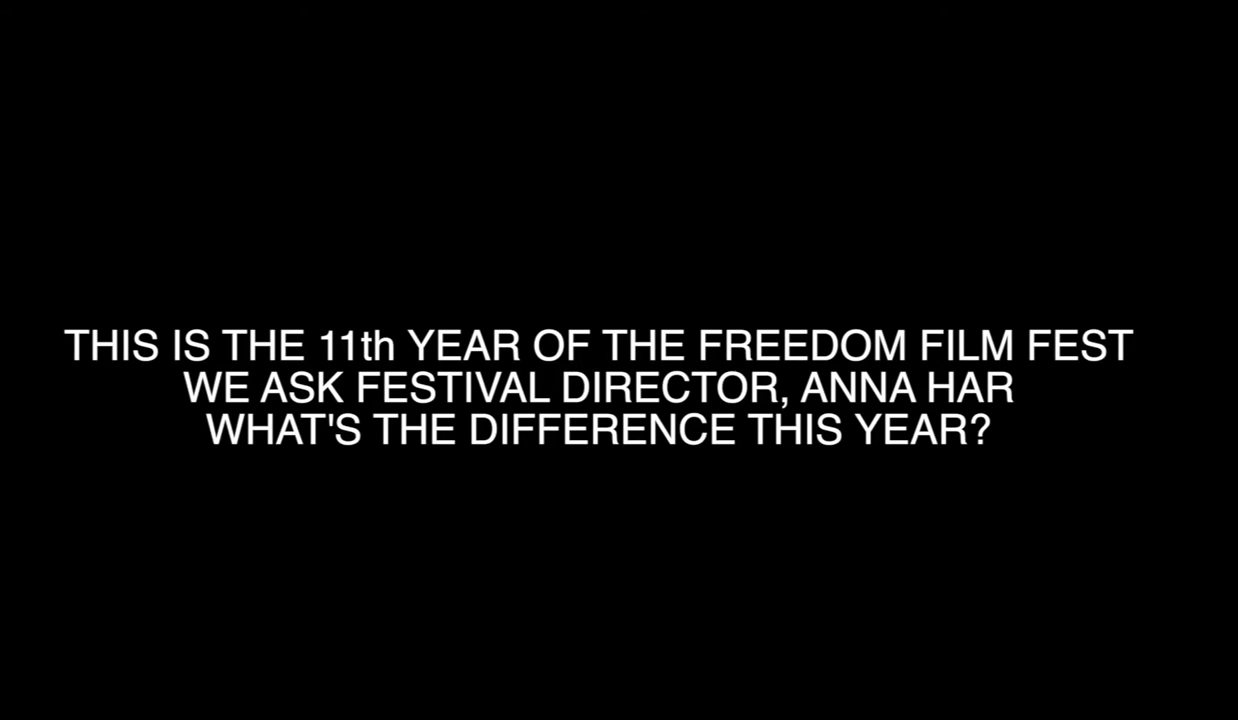 THIS IS THE 11th YEAR OF THE FREEDOM FILM FEST
WE ASK FESTIVAL DIRECTOR, ANNA HAR
WHAT'S THE DIFFERENCE THIS YEAR?